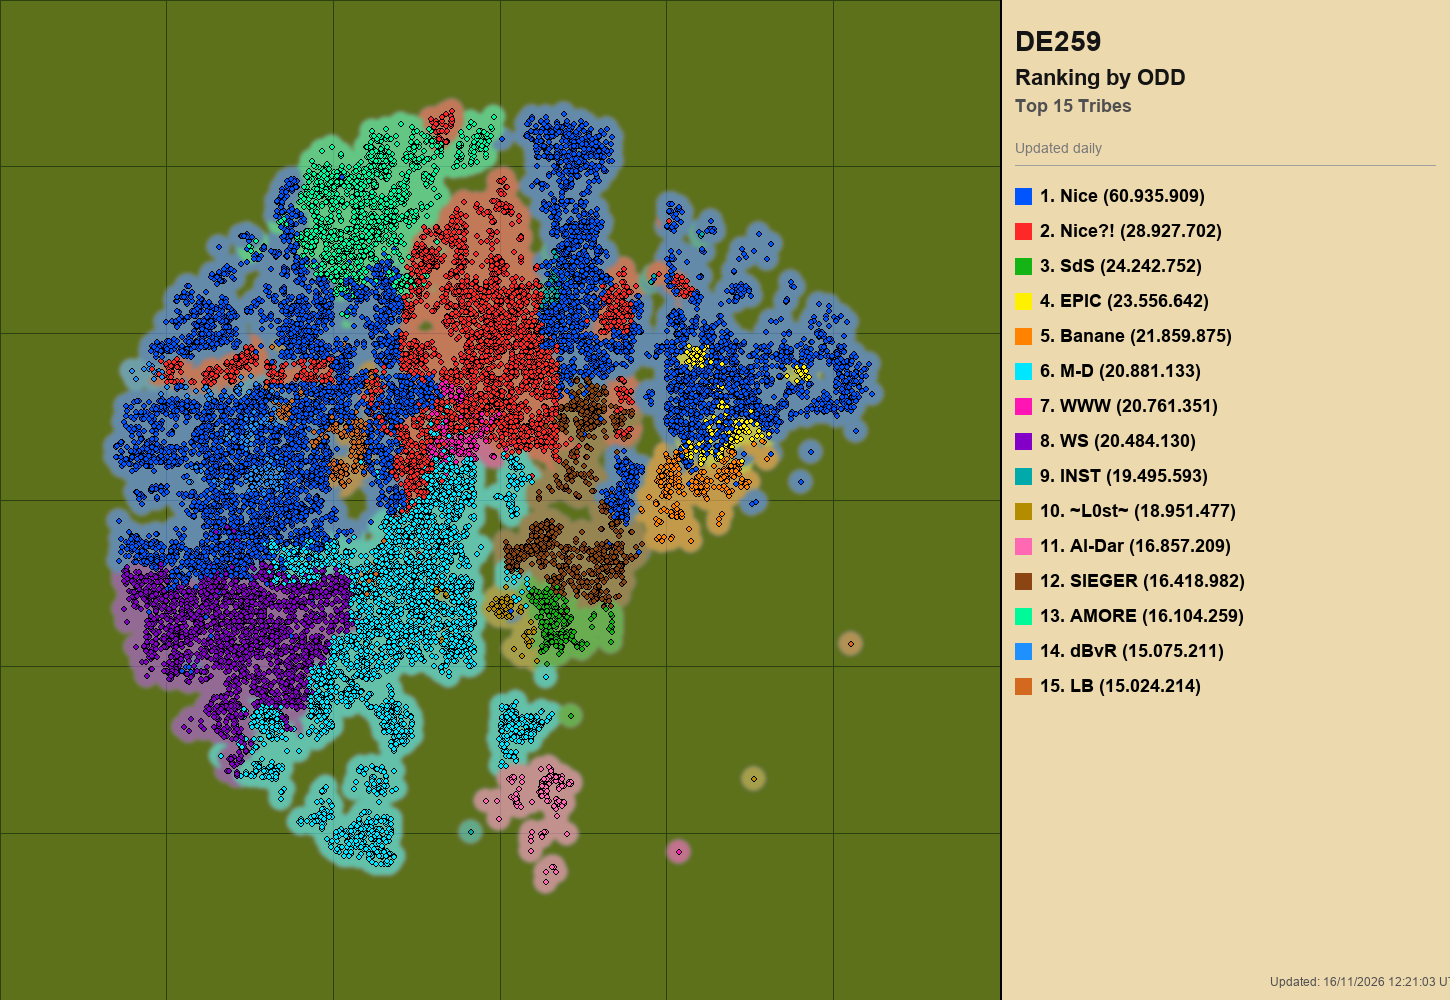 DE259
Ranking by ODD
Top 15 Tribes
Updated daily
1. Nice (60.935.909)
2. Nice?! (28.927.702)
3. SdS (24.242.752)
4. EPIC (23.556.642)
5. Banane (21.859.875)
6. M-D (20.881.133)
7. WWW (20.761.351)
8. WS (20.484.130)
9. INST (19.495.593)
10. ~L0st~ (18.951.477)
11. Al-Dar (16.857.209)
12. SIEGER (16.418.982)
13. AMORE (16.104.259)
14. dBvR (15.075.211)
15. LB (15.024.214)
Updated: 16/11/2026 12:21:03